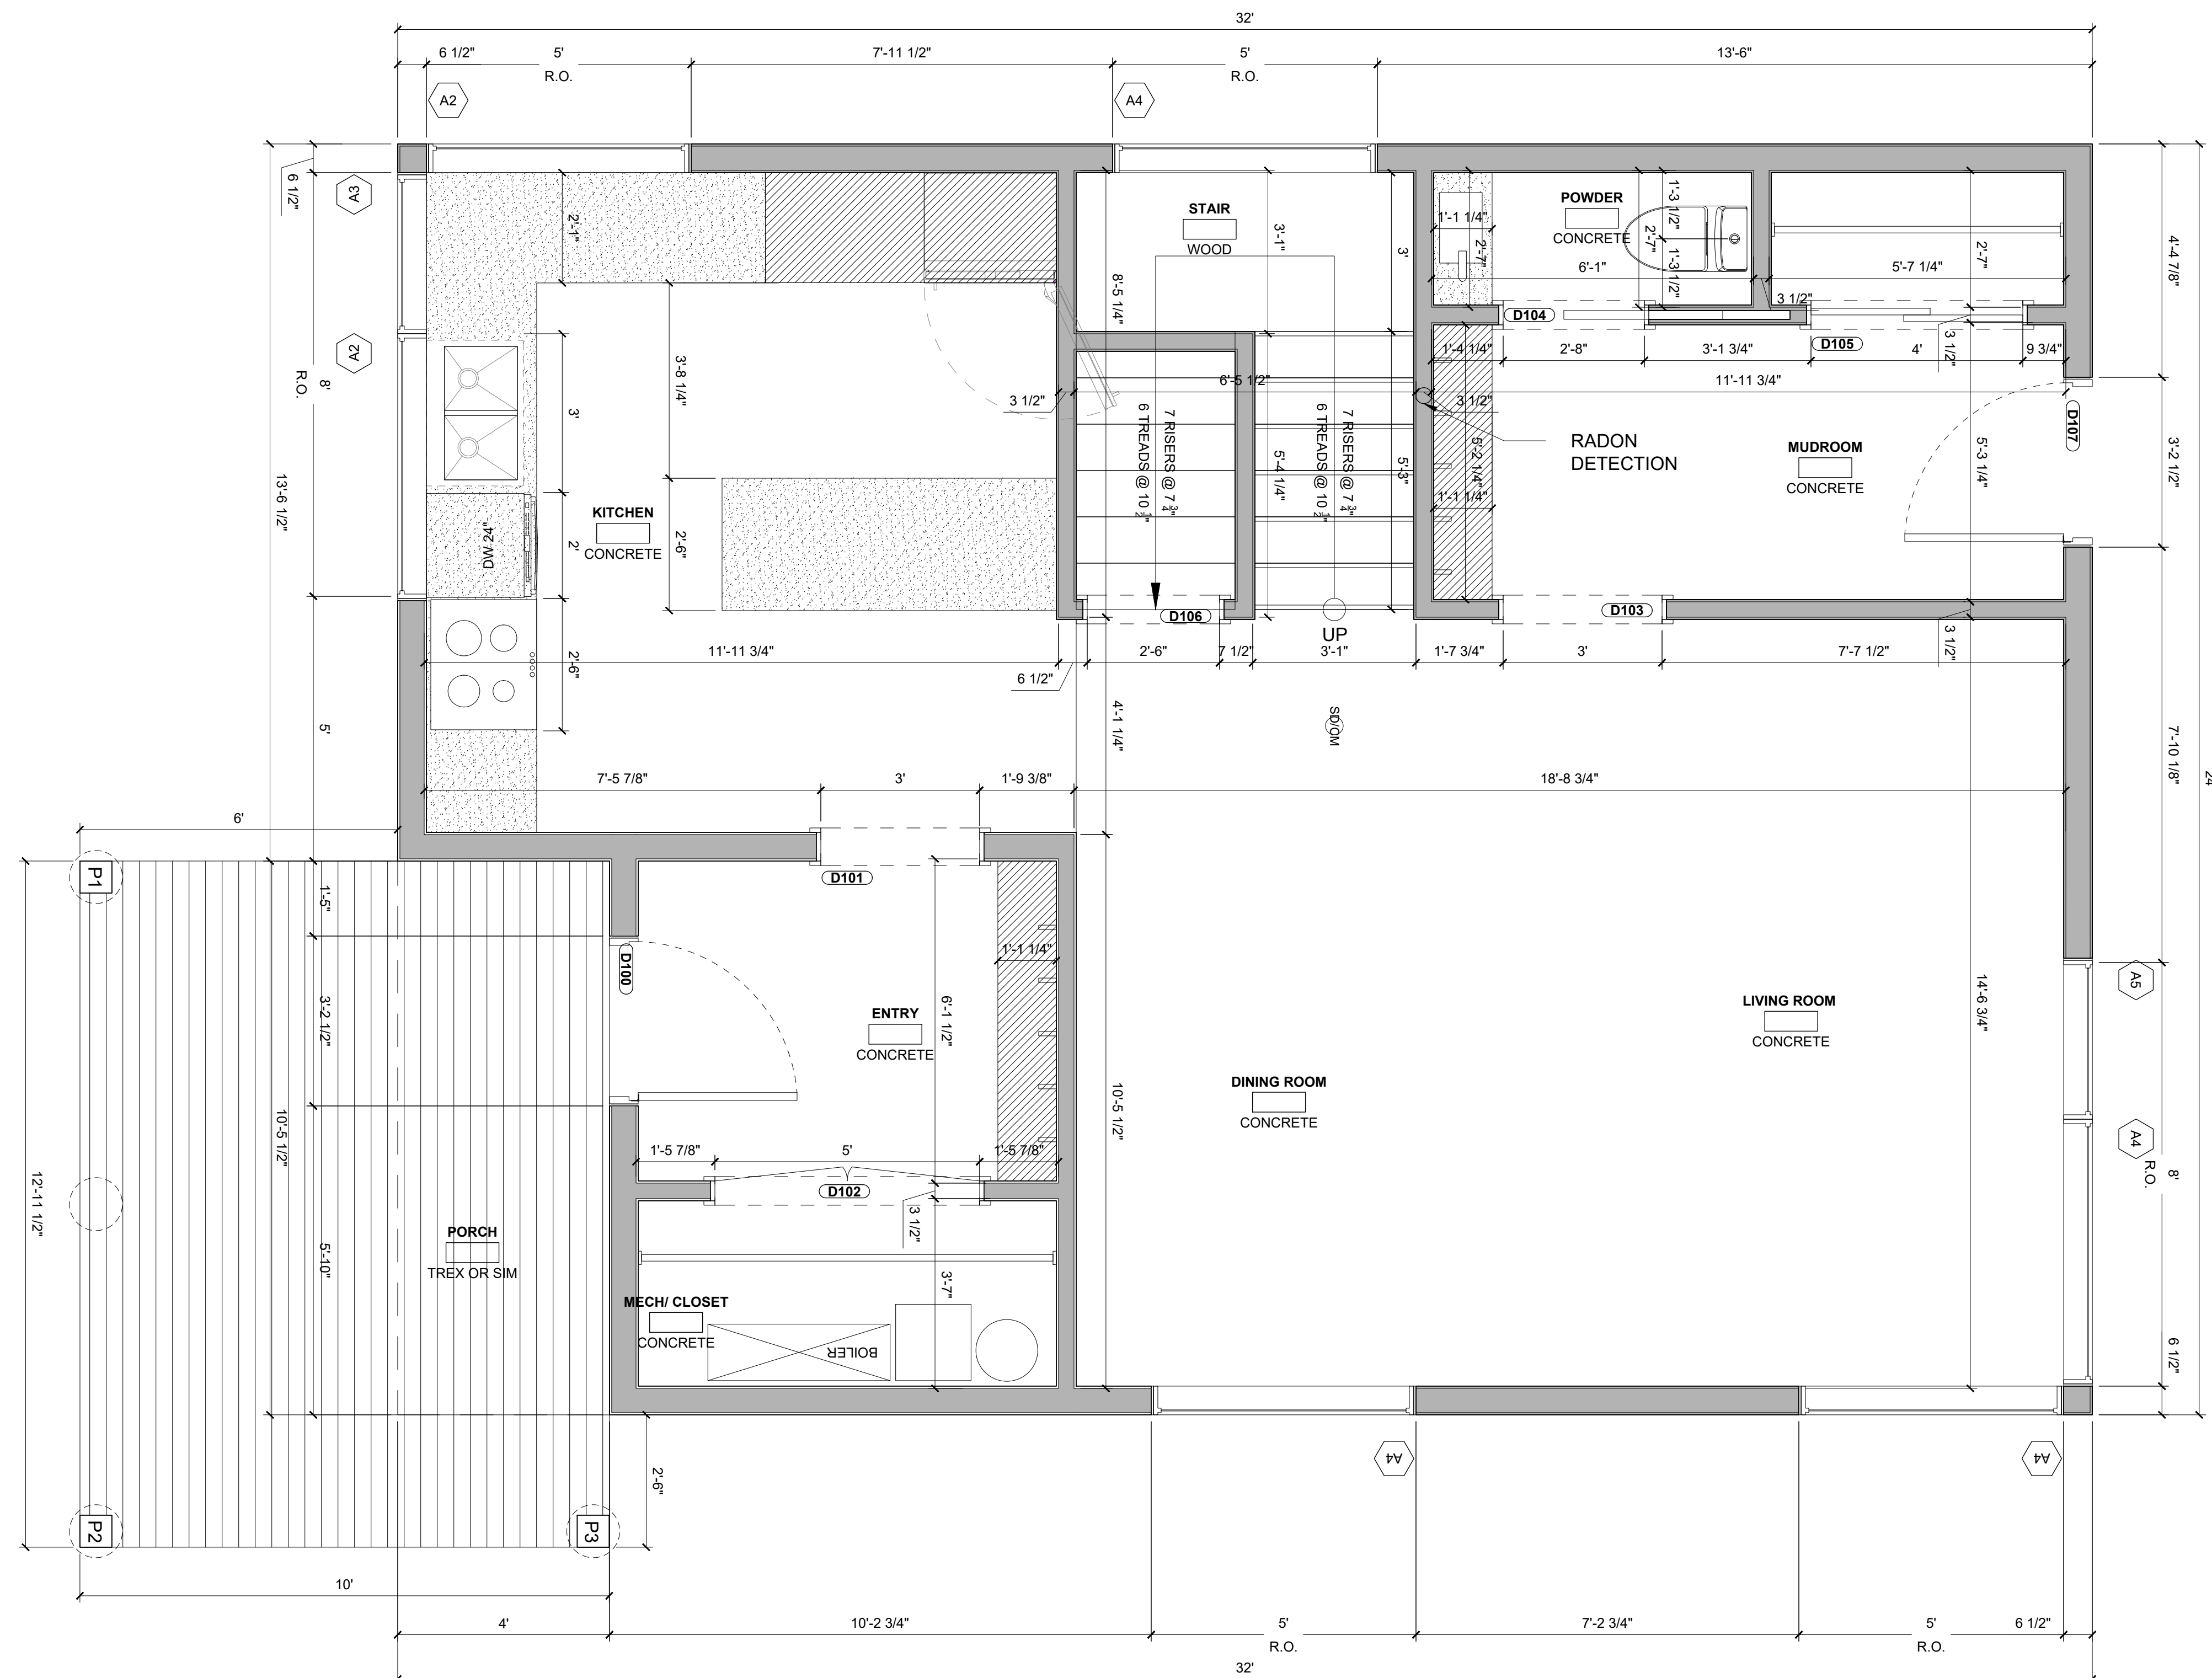 32'
6 1/2"
5'
R.O.
7'-11 1/2"
5'
R.O.
13'-6"
A2
A4
6 1/2"
A3
A2
8'
R.O.
13'-6 1/2"
5'
2'-1"
3'-8 1/4"
3'
2'
2'-6"
2'-6"
DW 24"
KITCHEN
CONCRETE
STAIR
WOOD
3'-1"
3'
8'-5 1/4"
6'-5 1/2"
3 1/2"
3 1/2"
7 RISERS @ 7 3/4"
6 TREADS @ 10 1/2"
5'-4 1/4"
7 RISERS @ 7 3/4"
6 TREADS @ 10 1/2"
5'-3"
D106
UP
POWDER
CONCRETE
1'-1 1/4"
2'-7"
2'-7"
1'-3 1/2"
1'-3 1/2"
6'-1"
5'-7 1/4"
2'-7"
3 1/2"
D104
D105
1'-4 1/4"
2'-8"
3'-1 3/4"
4'
3 1/2"
9 3/4"
11'-11 3/4"
RADON
DETECTION
MUDROOM
CONCRETE
5'-2 1/4"
1'-1 1/4"
5'-3 1/4"
D107
D103
4'-4 7/8"
3'-2 1/2"
7'-10 1/8"
24
A5
A4
8'
R.O.
6 1/2"
11'-11 3/4"
6 1/2"
2'-6"
7 1/2"
3'-1"
1'-7 3/4"
3'
7'-7 1/2"
3 1/2"
4'-1 1/4"
SD/CM
7'-5 7/8"
3'
1'-9 3/8"
18'-8 3/4"
6'
D101
P1
1'-5"
D100
3'-2 1/2"
5'-10"
10'-5 1/2"
12'-11 1/2"
ENTRY
CONCRETE
1'-1 1/4"
6'-1 1/2"
1'-5 7/8"
5'
1'-5 7/8"
D102
3 1/2"
3'-7"
10'-5 1/2"
14'-6 3/4"
LIVING ROOM
CONCRETE
DINING ROOM
CONCRETE
PORCH
TREX OR SIM
MECH/ CLOSET
CONCRETE
BOILER
A4
A4
2'-6"
P2
P3
10'
4'
10'-2 3/4"
5'
R.O.
7'-2 3/4"
5'
R.O.
6 1/2"
32'